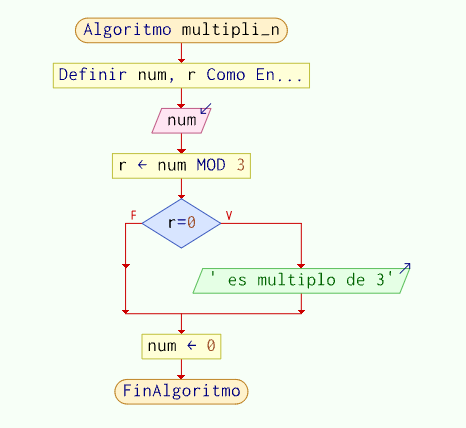 Algoritmo multipli_n
Definir num, r Como En...
num
r ← num MOD 3
r=0
F
V
' es multiplo de 3'
num ← 0
FinAlgoritmo